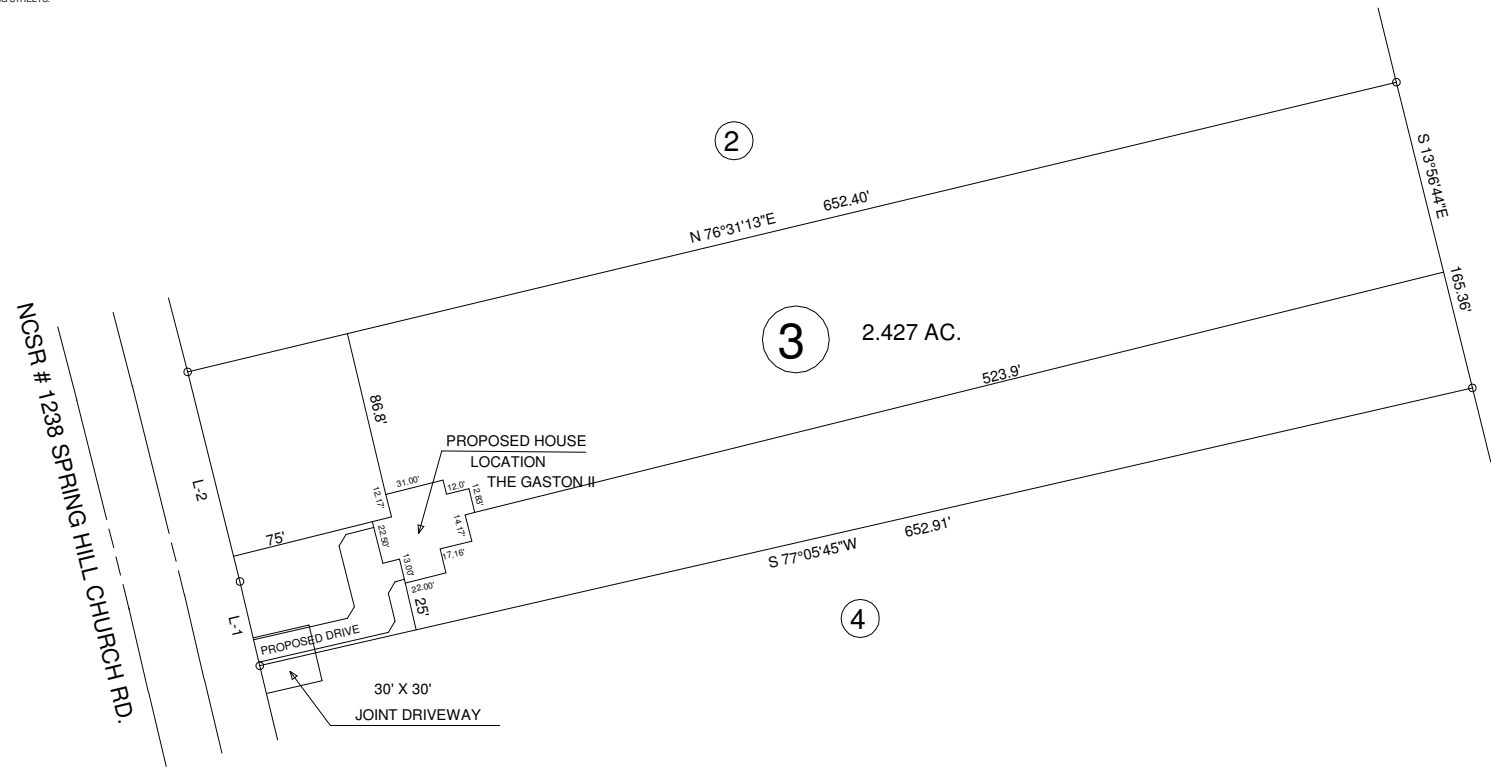 2
N 76°31'13"E 652.40'
S 13°56'44"E
165.36'
3
2.427 AC.
523.9'
NCSR # 1238 SPRING HILL CHURCH RD.
L-2
L-1
86.8'
75'
PROPOSED HOUSE
LOCATION
THE GASTON II
31.00'
12.0'
12.83'
12.17'
22.50'
14.17'
17.16'
13.00'
22.00'
25'
S 77°05'45"W 652.91'
4
PROPOSED DRIVE
30' X 30'
JOINT DRIVEWAY